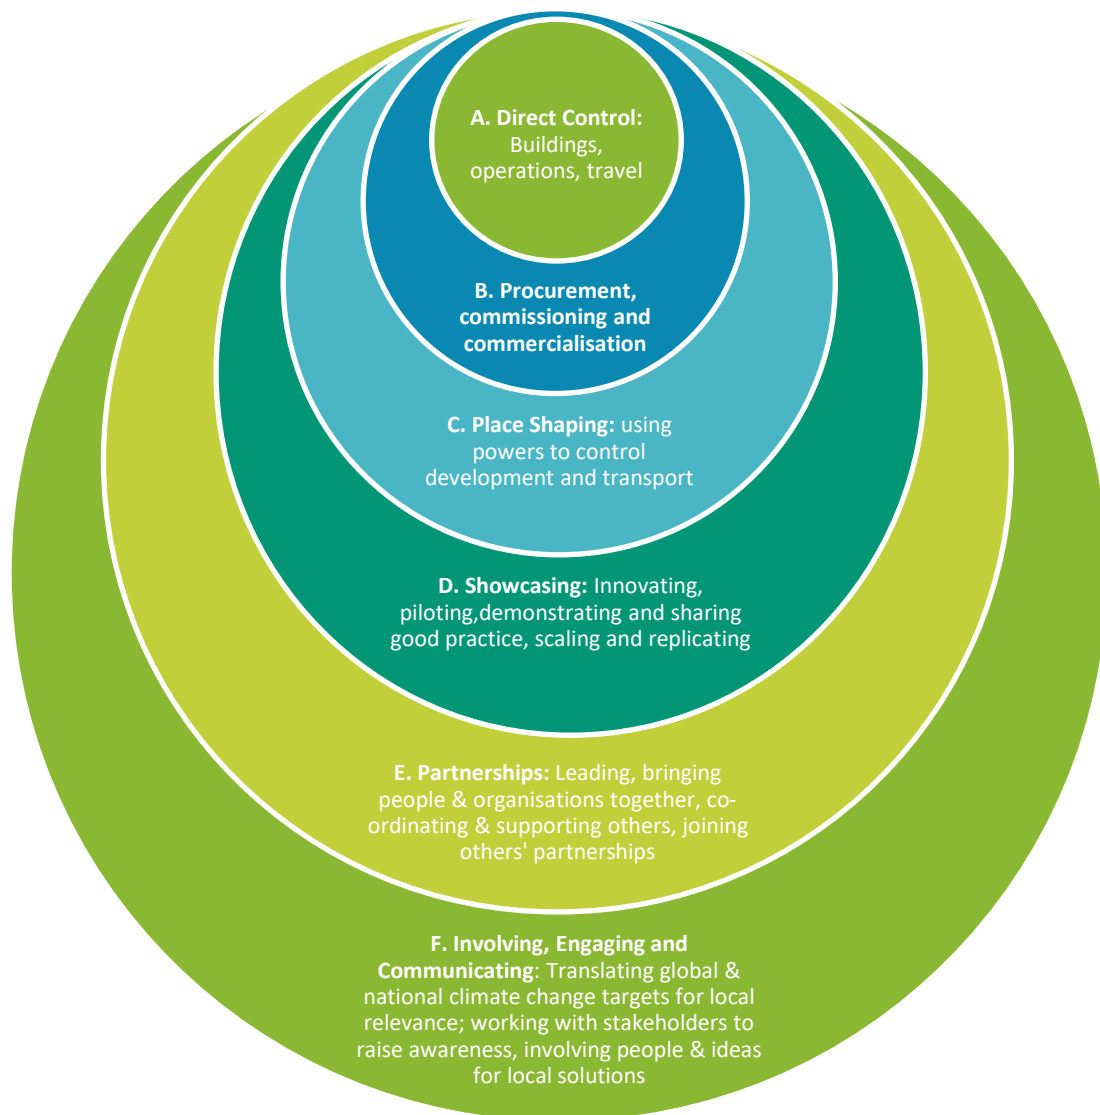 A. Direct Control:
Buildings,
operations, travel
B. Procurement,
commissioning and
commercialisation
C. Place Shaping: using
powers to control
development and transport
D. Showcasing: Innovating,
piloting,demonstrating and sharing
good practice, scaling and replicating
E. Partnerships: Leading, bringing
people & organisations together, co-
ordinating & supporting others, joining
others' partnerships
F. Involving, Engaging and
Communicating: Translating global &
national climate change targets for local
relevance; working with stakeholders to
raise awareness, involving people & ideas
for local solutions